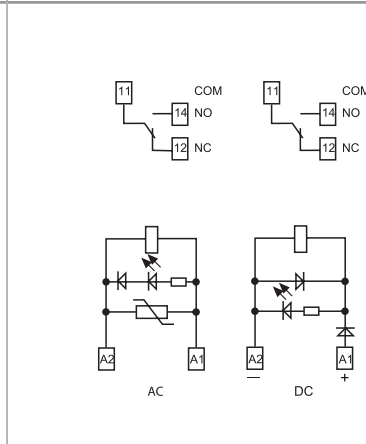 11 COM 11 COM
14 NO 14 NO
12 NC 12 NC
A2 A1 A2 A1
— +
AC DC